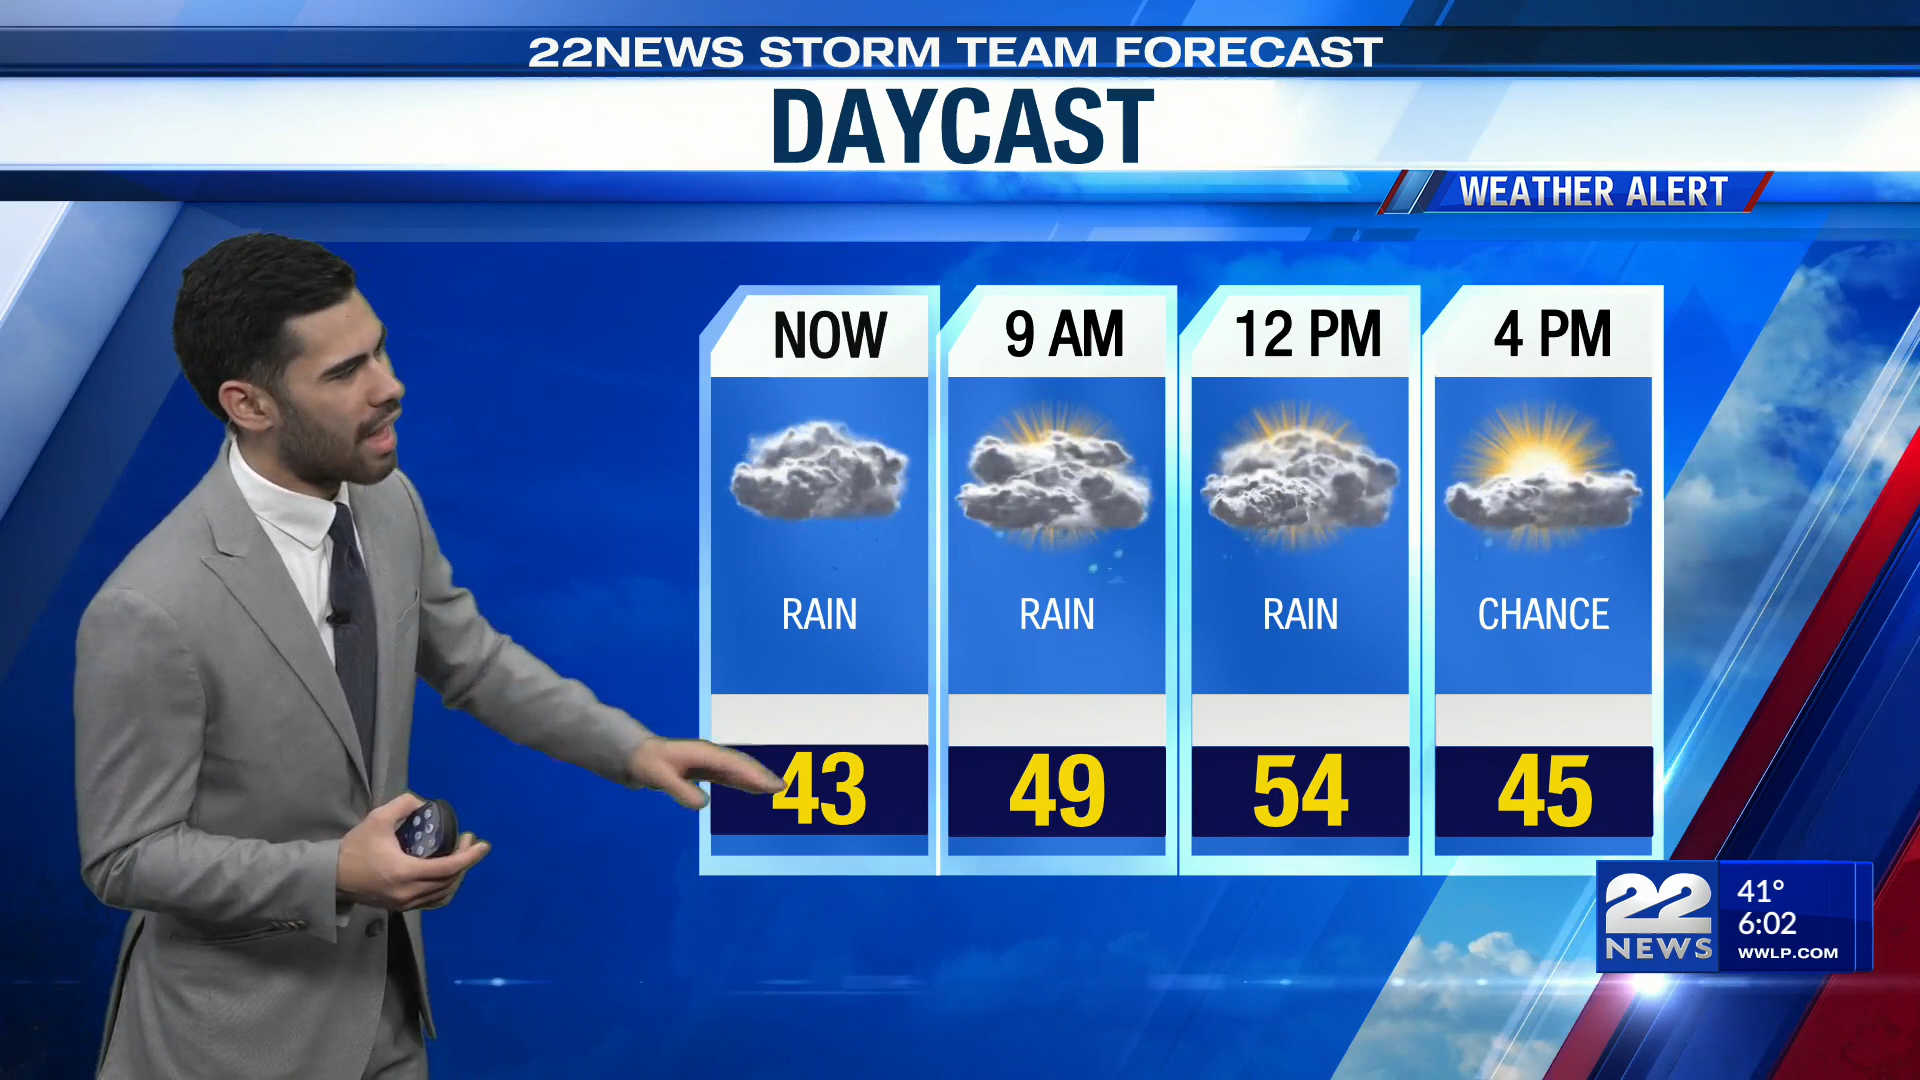 22NEWS STORM TEAM FORECAST
DAYCAST
WEATHER ALERT
NOW
9 AM
12 PM
4 PM
RAIN
RAIN
RAIN
CHANCE
43
49
54
45
22
NEWS
41°
6:02
WWLP.COM